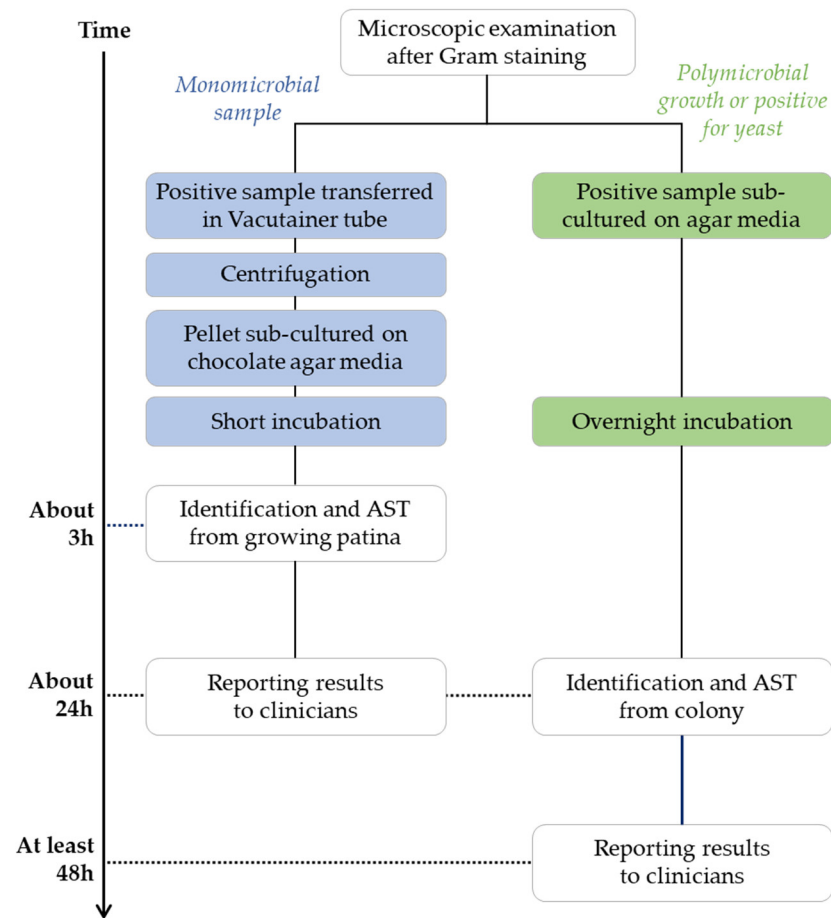 Time
Microscopic examination
after Gram staining
Monomicrobial
sample
Polymicrobial
growth or positive
for yeast
Positive sample transferred
in Vacutainer tube
Positive sample sub-
cultured on agar media
Centrifugation
Pellet sub-cultured on
chocolate agar media
Short incubation
Overnight incubation
About
3h
Identification and AST
from growing patina
About
24h
Reporting results
to clinicians
Identification and AST
from colony
At least
48h
Reporting results
to clinicians